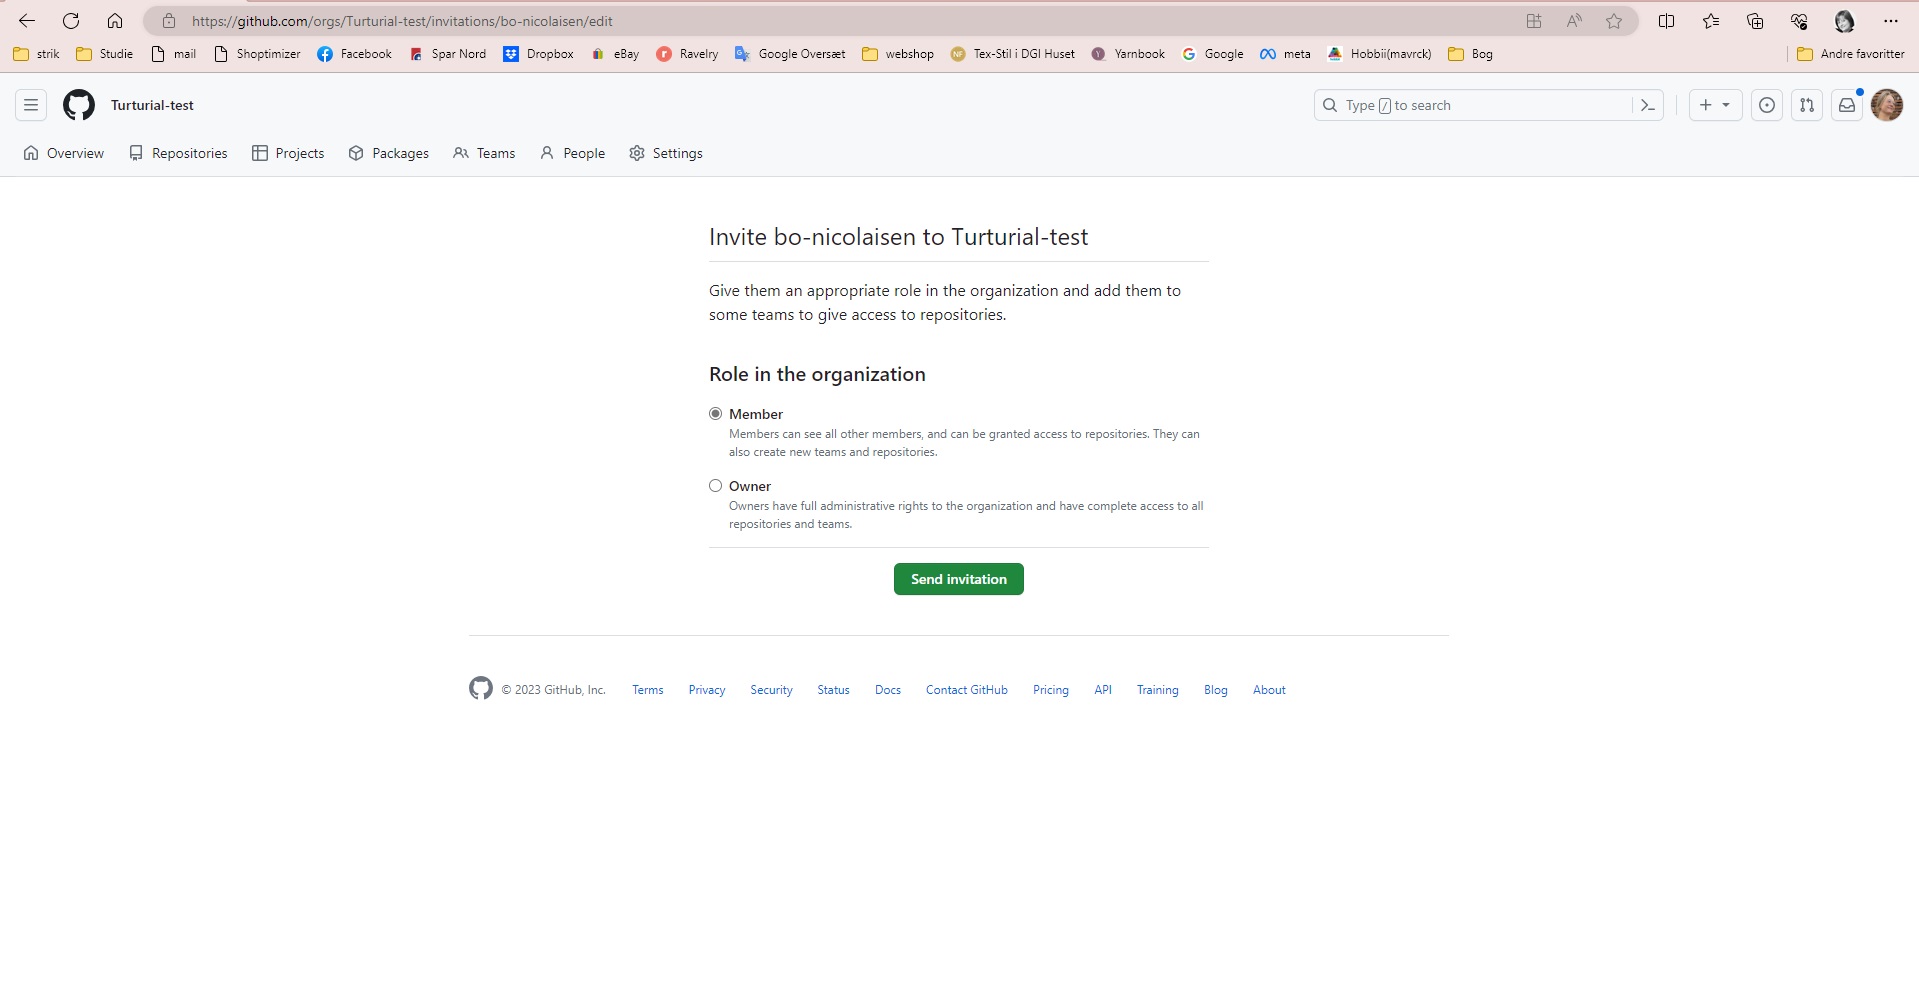 https://github.com/orgs/Turturial-test/invitations/bo-nicolaisen/edit
strik Studie mail Shoptimizer Facebook Spar Nord Dropbox eBay Ravelry Google Oversæt webshop NF Tex-Stil i DGI Huset Y Yarnbook Google meta Hobbii(mavrck) Bog Andre favoritter
Turturial-test Type / to search
Overview Repositories Projects Packages Teams People Settings
Invite bo-nicolaisen to Turturial-test
Give them an appropriate role in the organization and add them to
some teams to give access to repositories.
Role in the organization
Member
Members can see all other members, and can be granted access to repositories. They can
also create new teams and repositories.
Owner
Owners have full administrative rights to the organization and have complete access to all
repositories and teams.
Send invitation
© 2023 GitHub, Inc. Terms Privacy Security Status Docs Contact GitHub Pricing API Training Blog About